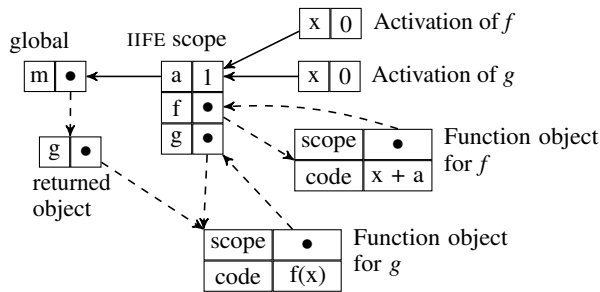 x 0 Activation of f
global IIFE scope
m • a 1 x 0 Activation of g
f •
g • scope • Function object
g • code x + a for f
returned
object
scope • Function object
code f(x) for g